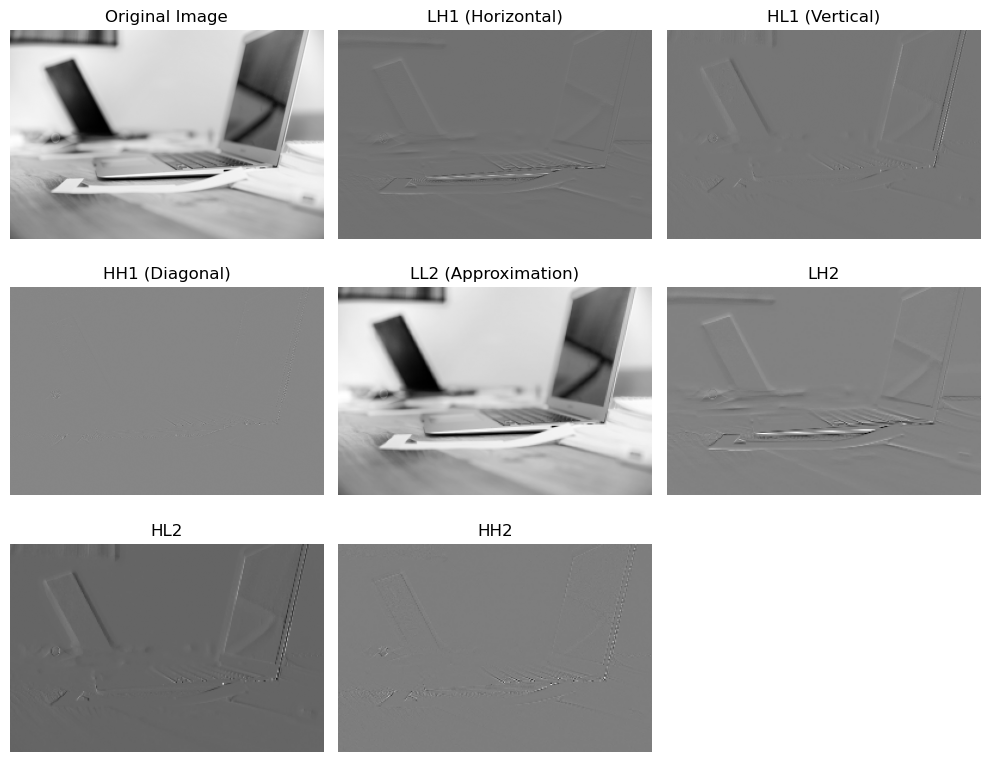 Original Image
LH1 (Horizontal)
HL1 (Vertical)
HH1 (Diagonal)
LL2 (Approximation)
LH2
HL2
HH2